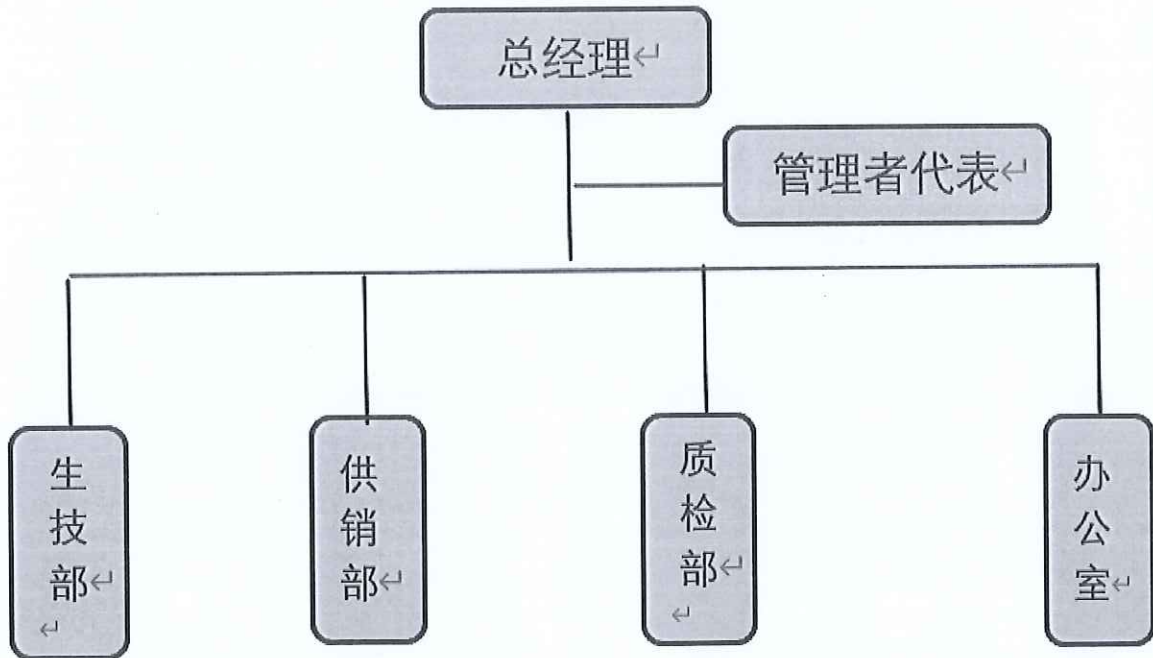 总经理
管理者代表
生技部
供销部
质检部
办公室